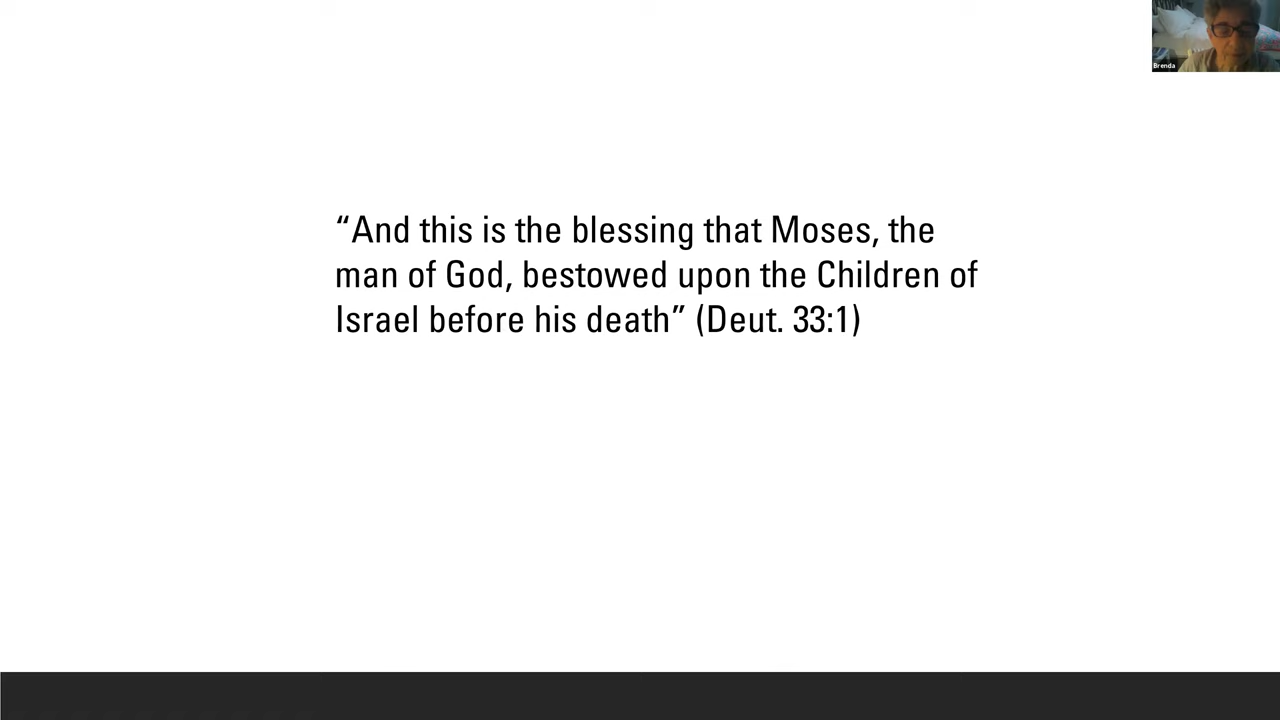 Brenda
“And this is the blessing that Moses, the
man of God, bestowed upon the Children of
Israel before his death” (Deut. 33:1)